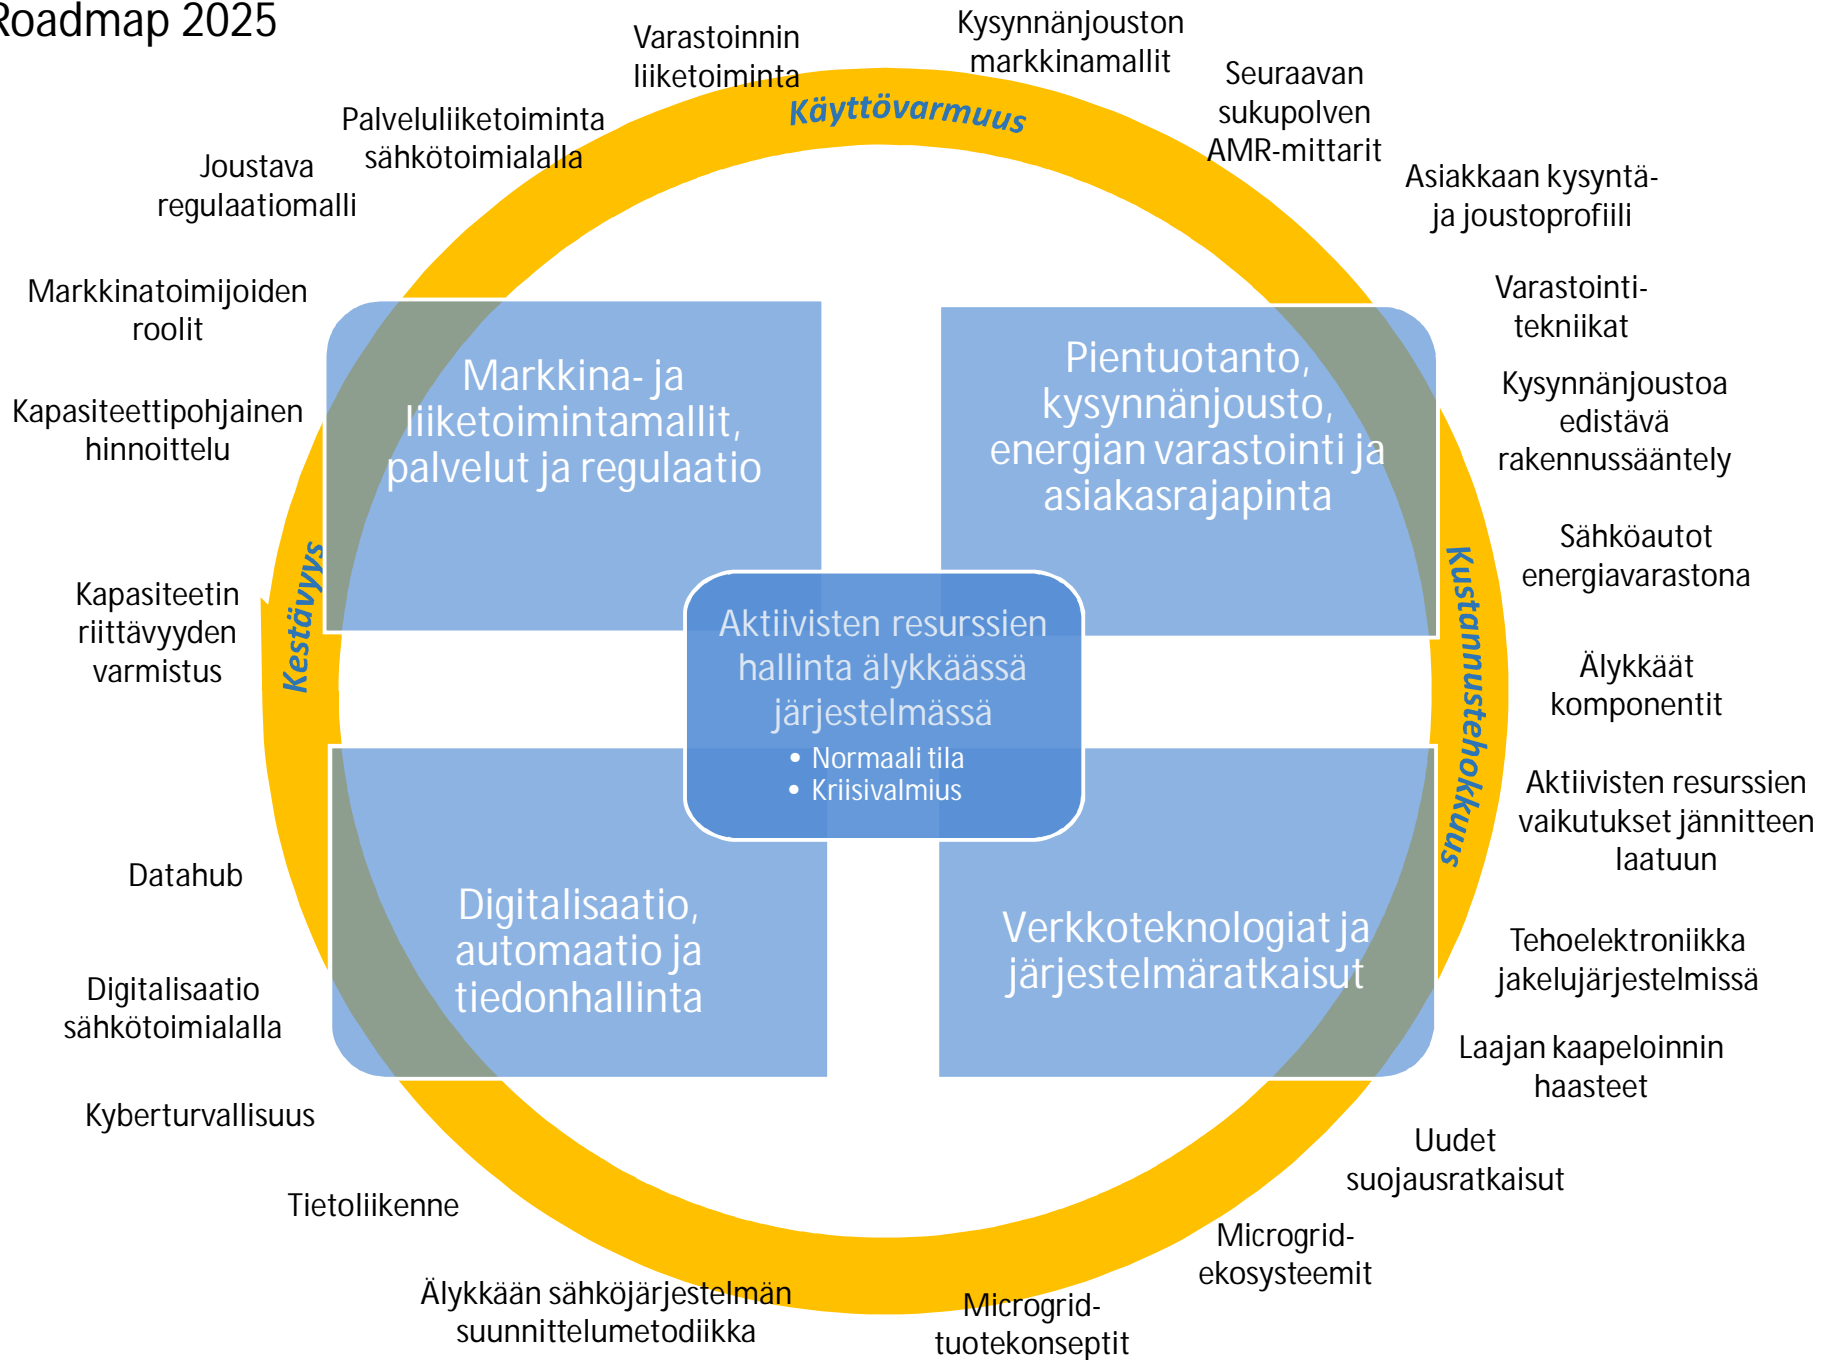 Roadmap 2025
Varastoinnin
liiketoiminta
Kysynnänjouston
markkinamallit
Seuraavan
sukupolven
AMR-mittarit
Palveluliiketoiminta
sähkötoimialalla
Käyttövarmuus
Joustava
regulaatiomalli
Asiakkaan kysyntä-
ja joustoprofiili
Markkinatoimijoiden
roolit
Varastointi-
tekniikat
Kapasiteettipohjainen
hinnoittelu
Kysynnänjoustoa
edistävä
rakennussääntely
Markkina- ja
liiketoimintamallit,
palvelut ja regulaatio
Pientuotanto,
kysynnänjousto,
energian varastointi ja
asiakasrajapinta
Kestävyys
Kustannustehokkuus
Sähköautot
energiavarastona
Kapasiteetin
riittävyyden
varmistus
Aktiivisten resurssien
hallinta älykkäässä
järjestelmässä
• Normaali tila
• Kriisivalmius
Älykkäät
komponentit
Aktiivisten resurssien
vaikutukset jännitteen
laatuun
Datahub
Digitalisaatio,
automaatio ja
tiedonhallinta
Verkkoteknologiat ja
järjestelmäratkaisut
Tehoelektroniikka
jakelujärjestelmissä
Digitalisaatio
sähkötoimialalla
Laajan kaapeloinnin
haasteet
Kyberturvallisuus
Uudet
suojausratkaisut
Tietoliikenne
Microgrid-
ekosysteemit
Älykkään sähköjärjestelmän
suunnittelumetodiikka
Microgrid-
tuotekonseptit